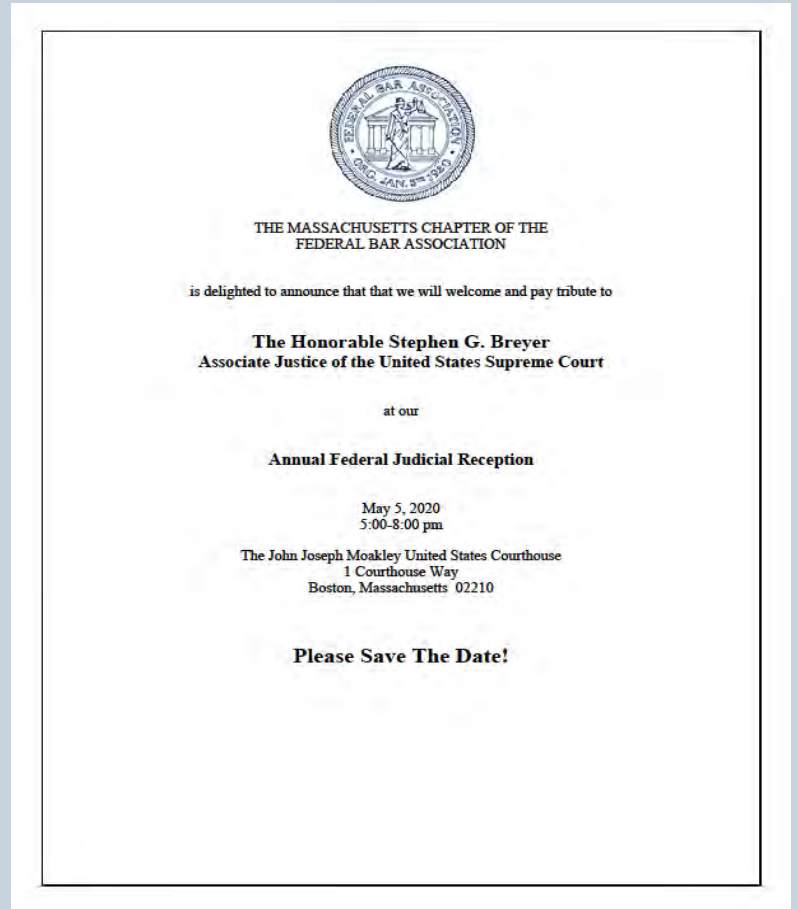 FEDERAL BAR ASSOCIATION
ORG. JAN. 5TH 1920
THE MASSACHUSETTS CHAPTER OF THE
FEDERAL BAR ASSOCIATION
is delighted to announce that that we will welcome and pay tribute to
The Honorable Stephen G. Breyer
Associate Justice of the United States Supreme Court
at our
Annual Federal Judicial Reception
May 5, 2020
5:00-8:00 pm
The John Joseph Moakley United States Courthouse
1 Courthouse Way
Boston, Massachusetts 02210
Please Save The Date!